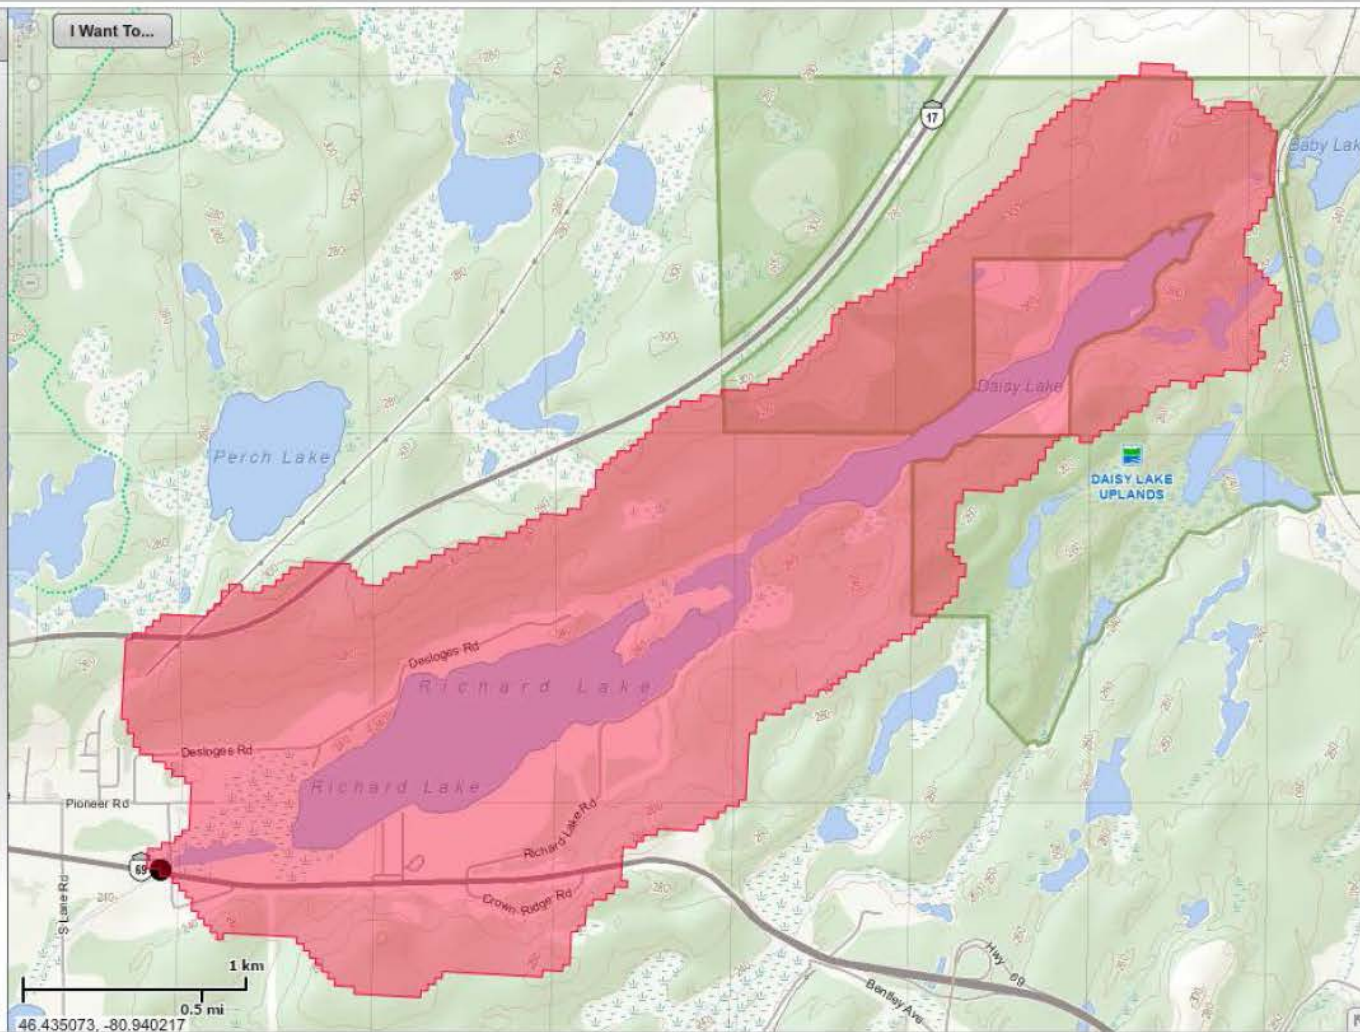 I Want To...
17
Baby Lak
Perch Lake
Daisy Lake
DAISY LAKE
UPLANDS
Desloges Rd
Richard Lake
Desloges Rd
Richard Lake
Pioneer Rd
Richard Lake Rd
69
Crown Ridge Rd
S Lane Rd
Hwy 69
Bentley Ave
1 km
0.5 mi
46.435073, -80.940217